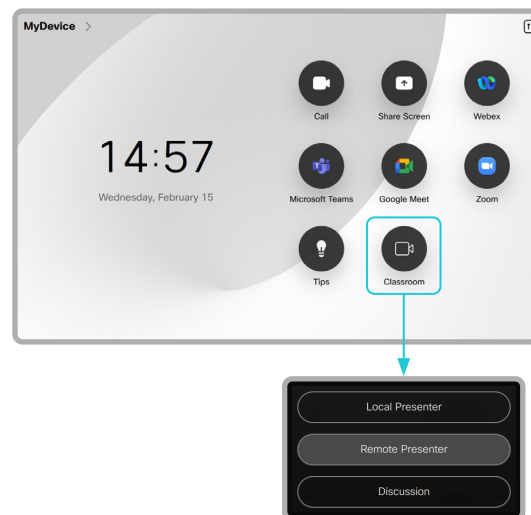 MyDevice >
14:57
Wednesday, February 15
Call
Share Screen
Webex
Microsoft Teams
Google Meet
Zoom
Tips
Classroom
Local Presenter
Remote Presenter
Discussion